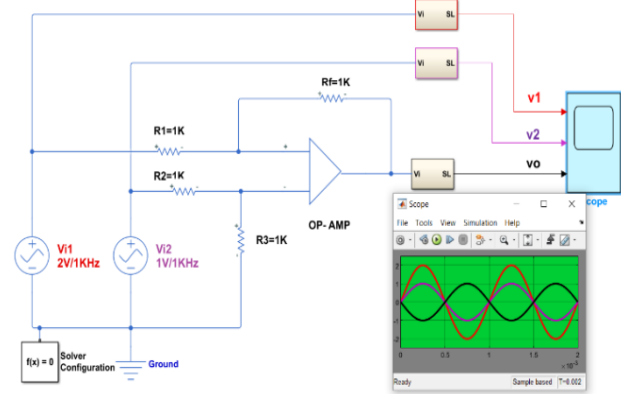 Vi SL
Vi SL
Rf=1K
v1
R1=1K
v2
R2=1K
vo
Vi SL
OP- AMP
cope
Vi1
2V/1KHz
Vi2
1V/1KHz
R3=1K
Scope
File Tools View Simulation Help
2
1
0
-1
-2
0 0.5 1 1.5 2
Ready Sample based T=0.002
f(x) = 0
Solver
Configuration
Ground